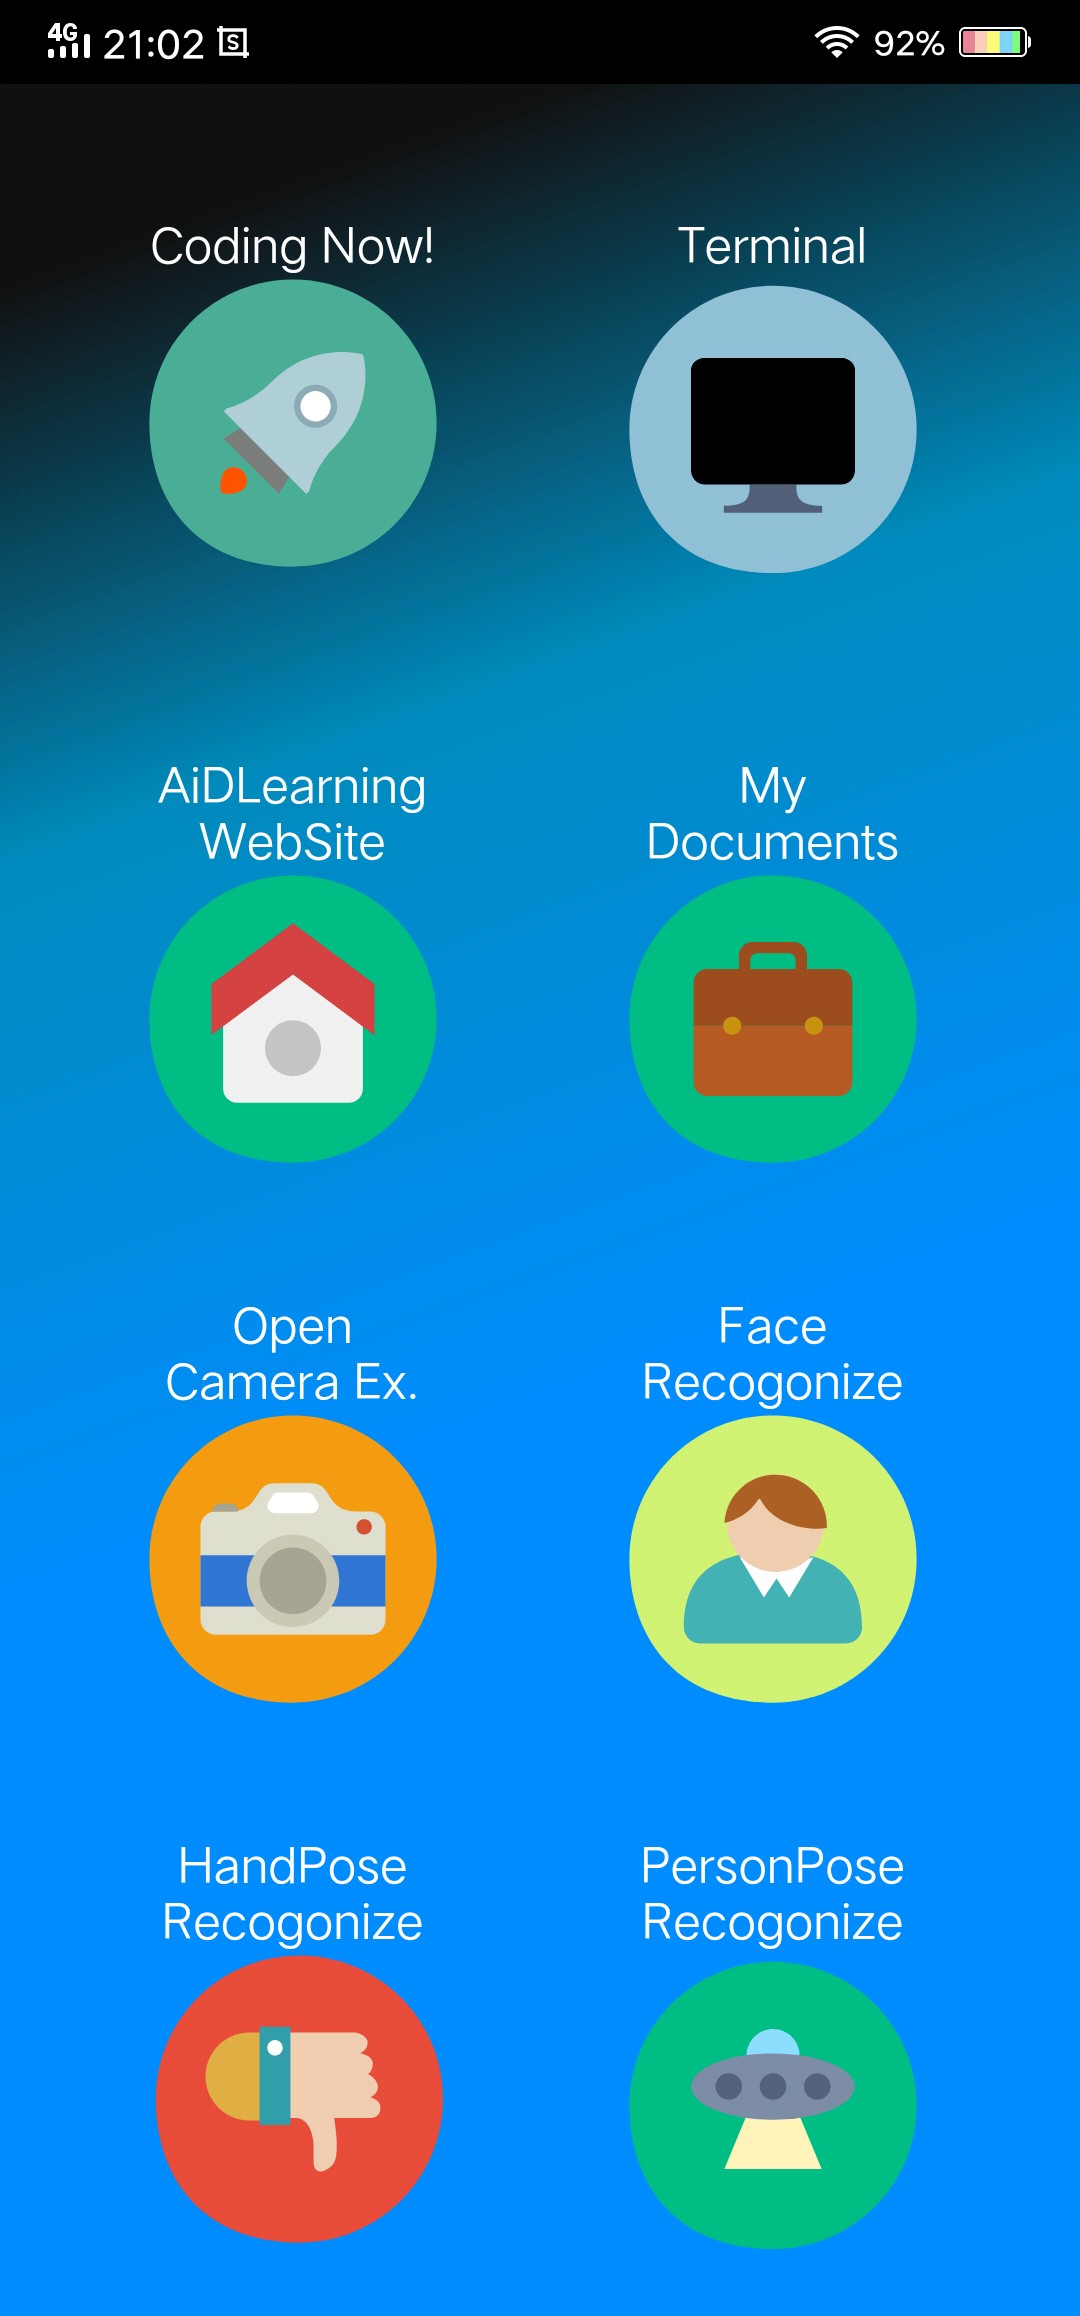 4G 21:02 S 92%
Coding Now!
Terminal
AiDLearning
WebSite
My
Documents
Open
Camera Ex.
Face
Recogonize
HandPose
Recogonize
PersonPose
Recogonize